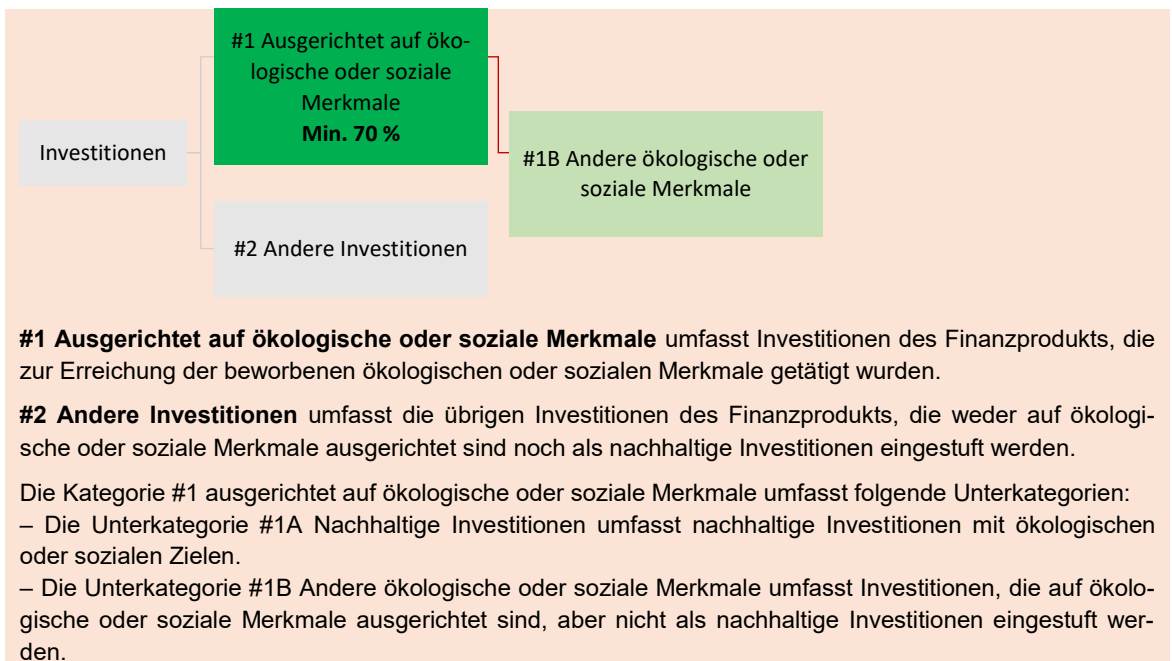 #1 Ausgerichtet auf öko-
logische oder soziale
Merkmale
Min. 70 %
Investitionen
#1B Andere ökologische oder
soziale Merkmale
#2 Andere Investitionen
#1 Ausgerichtet auf ökologische oder soziale Merkmale umfasst Investitionen des Finanzprodukts, die
zur Erreichung der beworbenen ökologischen oder sozialen Merkmale getätigt wurden.
#2 Andere Investitionen umfasst die übrigen Investitionen des Finanzprodukts, die weder auf ökologi-
sche oder soziale Merkmale ausgerichtet sind noch als nachhaltige Investitionen eingestuft werden.
Die Kategorie #1 ausgerichtet auf ökologische oder soziale Merkmale umfasst folgende Unterkategorien:
– Die Unterkategorie #1A Nachhaltige Investitionen umfasst nachhaltige Investitionen mit ökologischen
oder sozialen Zielen.
– Die Unterkategorie #1B Andere ökologische oder soziale Merkmale umfasst Investitionen, die auf ökolo-
gische oder soziale Merkmale ausgerichtet sind, aber nicht als nachhaltige Investitionen eingestuft wer-
den.